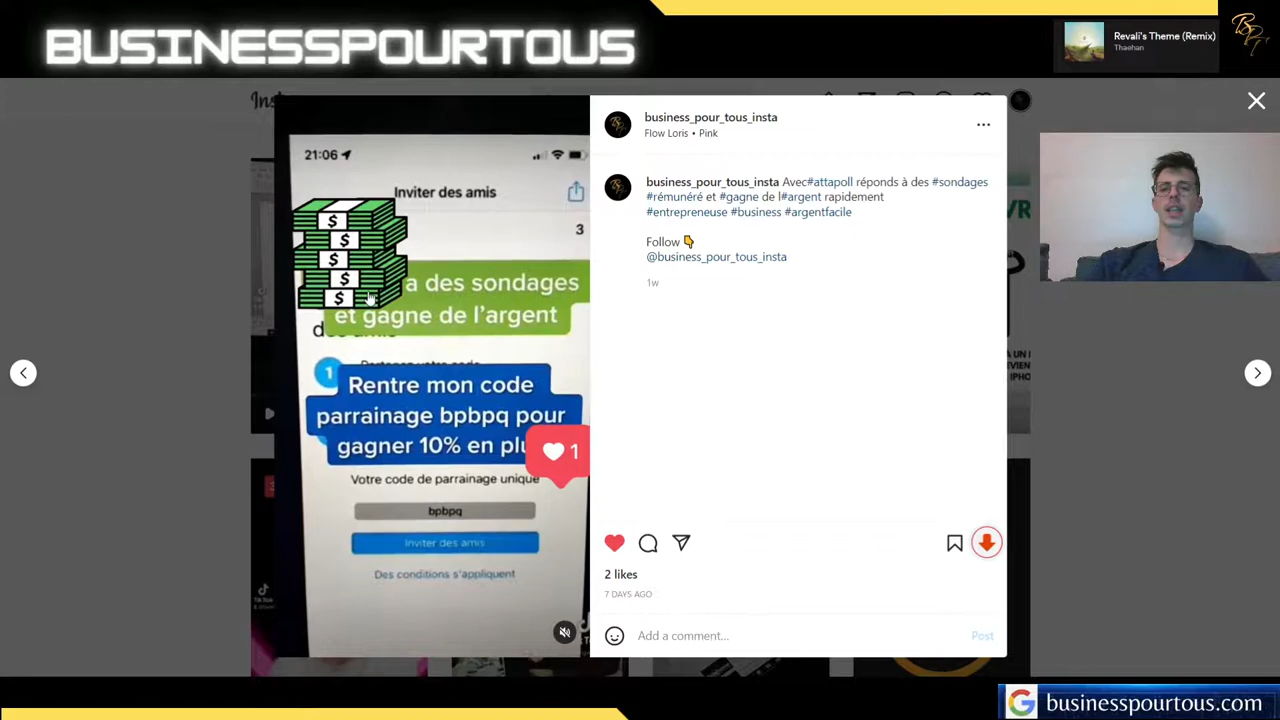 BUSINESSPOURTOUS
Revali's Theme (Remix)
Thaehan
Inst
21:06
Inviter des amis
3
a des sondages
et gagne de l'argent
1
Rentre mon code
parrainage bpbpq pour
gagner 10% en plu
1
Votre code de parrainage unique
bpbpq
Inviter des amis
Des conditions s'appliquent
business_pour_tous_insta
Flow Loris • Pink
business_pour_tous_insta Avec#attapoll réponds à des #sondages
#rémunéré et #gagne de l'#argent rapidement
#entrepreneuse #business #argentfacile
Follow 👇
@business_pour_tous_insta
1w
2 likes
7 DAYS AGO
Add a comment...
Post
businesspourtous.com